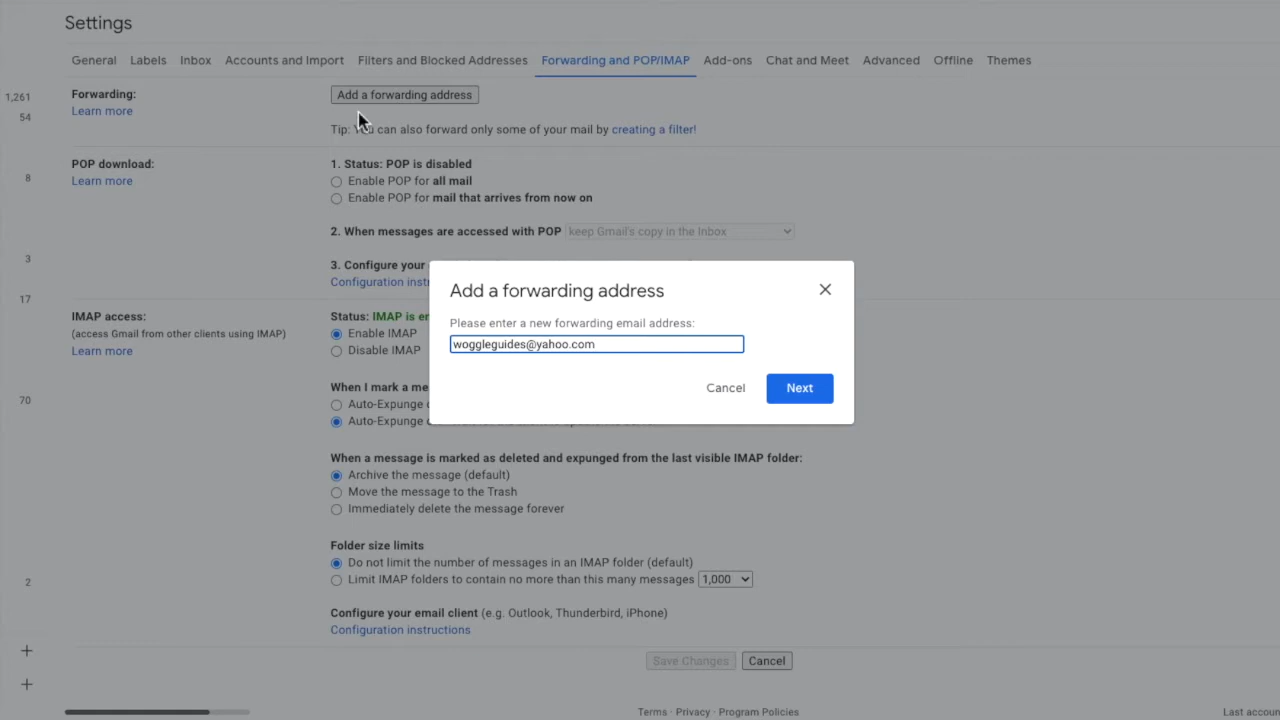 Settings
General Labels Inbox Accounts and Import Filters and Blocked Addresses Forwarding and POP/IMAP Add-ons Chat and Meet Advanced Offline Themes
1,261
54
8
3
17
70
2
Forwarding:
Learn more
Add a forwarding address
Tip: You can also forward only some of your mail by creating a filter!
POP download:
Learn more
1. Status: POP is disabled
Enable POP for all mail
Enable POP for mail that arrives from now on
2. When messages are accessed with POP keep Gmail's copy in the Inbox
3. Configure your
Configuration instr
IMAP access:
(access Gmail from other clients using IMAP)
Learn more
Status: IMAP is en
Enable IMAP
Disable IMAP
When I mark a me
Auto-Expunge
Auto-Expunge
When a message is marked as deleted and expunged from the last visible IMAP folder:
Archive the message (default)
Move the message to the Trash
Immediately delete the message forever
Folder size limits
Do not limit the number of messages in an IMAP folder (default)
Limit IMAP folders to contain no more than this many messages 1,000
Configure your email client (e.g. Outlook, Thunderbird, iPhone)
Configuration instructions
Add a forwarding address
Please enter a new forwarding email address:
woggleguides@yahoo.com
Cancel Next
Save Changes Cancel
Terms · Privacy · Program Policies
Last accoun